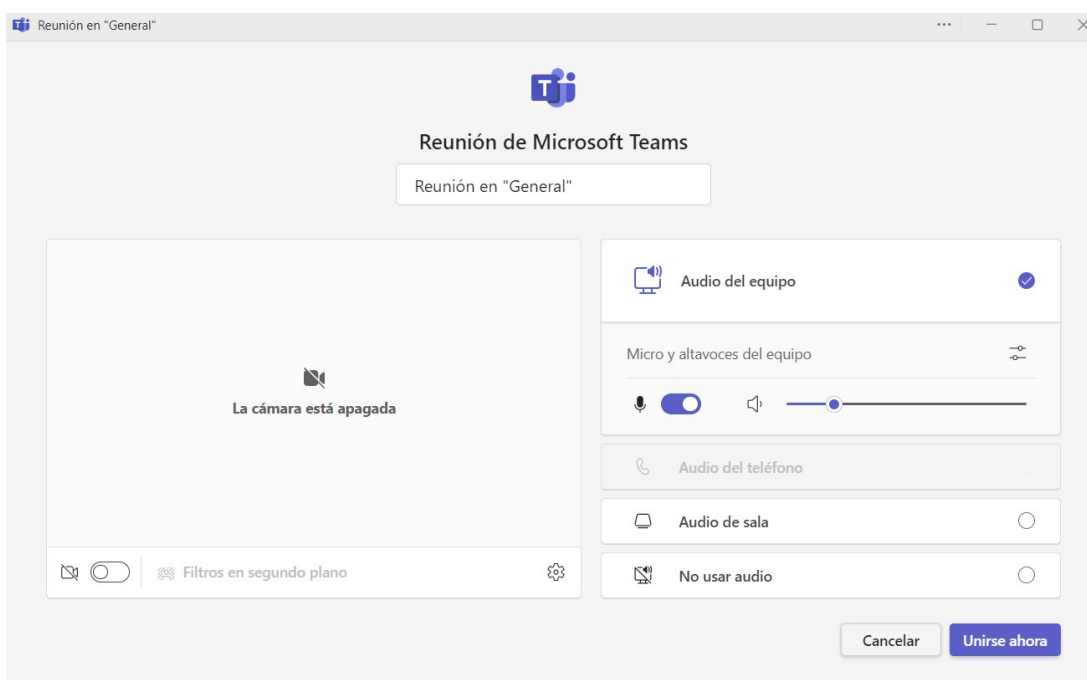 Reunión en "General"
T
Reunión de Microsoft Teams
Reunión en "General"
Audio del equipo
Micro y altavoces del equipo
La cámara está apagada
Audio del teléfono
Audio de sala
Filtros en segundo plano
No usar audio
Cancelar
Unirse ahora